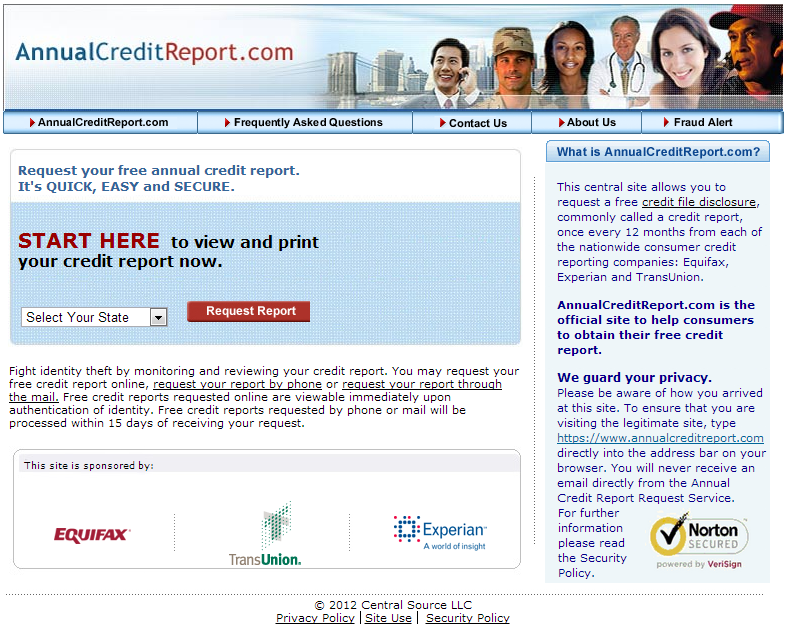 AnnualCreditReport.com
AnnualCreditReport.com
Frequently Asked Questions
Contact Us
About Us
Fraud Alert
Request your free annual credit report.
It's QUICK, EASY and SECURE.
START HERE to view and print
your credit report now.
Select Your State
Request Report
Fight identity theft by monitoring and reviewing your credit report. You may request your
free credit report online, request your report by phone or request your report through
the mail. Free credit reports requested online are viewable immediately upon
authentication of identity. Free credit reports requested by phone or mail will be
processed within 15 days of receiving your request.
This site is sponsored by:
EQUIFAX
TransUnion.
Experian™
A world of insight
What is AnnualCreditReport.com?
This central site allows you to
request a free credit file disclosure,
commonly called a credit report,
once every 12 months from each of
the nationwide consumer credit
reporting companies: Equifax,
Experian and TransUnion.
AnnualCreditReport.com is the
official site to help consumers
to obtain their free credit
report.
We guard your privacy.
Please be aware of how you arrived
at this site. To ensure that you are
visiting the legitimate site, type
https://www.annualcreditreport.com
directly into the address bar on your
browser. You will never receive an
email directly from the Annual
Credit Report Request Service.
For further
information
please read
the Security
Policy.
Norton
SECURED
powered by VeriSign
© 2012 Central Source LLC
Privacy Policy | Site Use | Security Policy